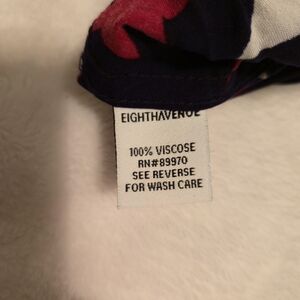 EIGHTHAVENUE
100% VISCOSE
RN#89970
SEE REVERSE
FOR WASH CARE